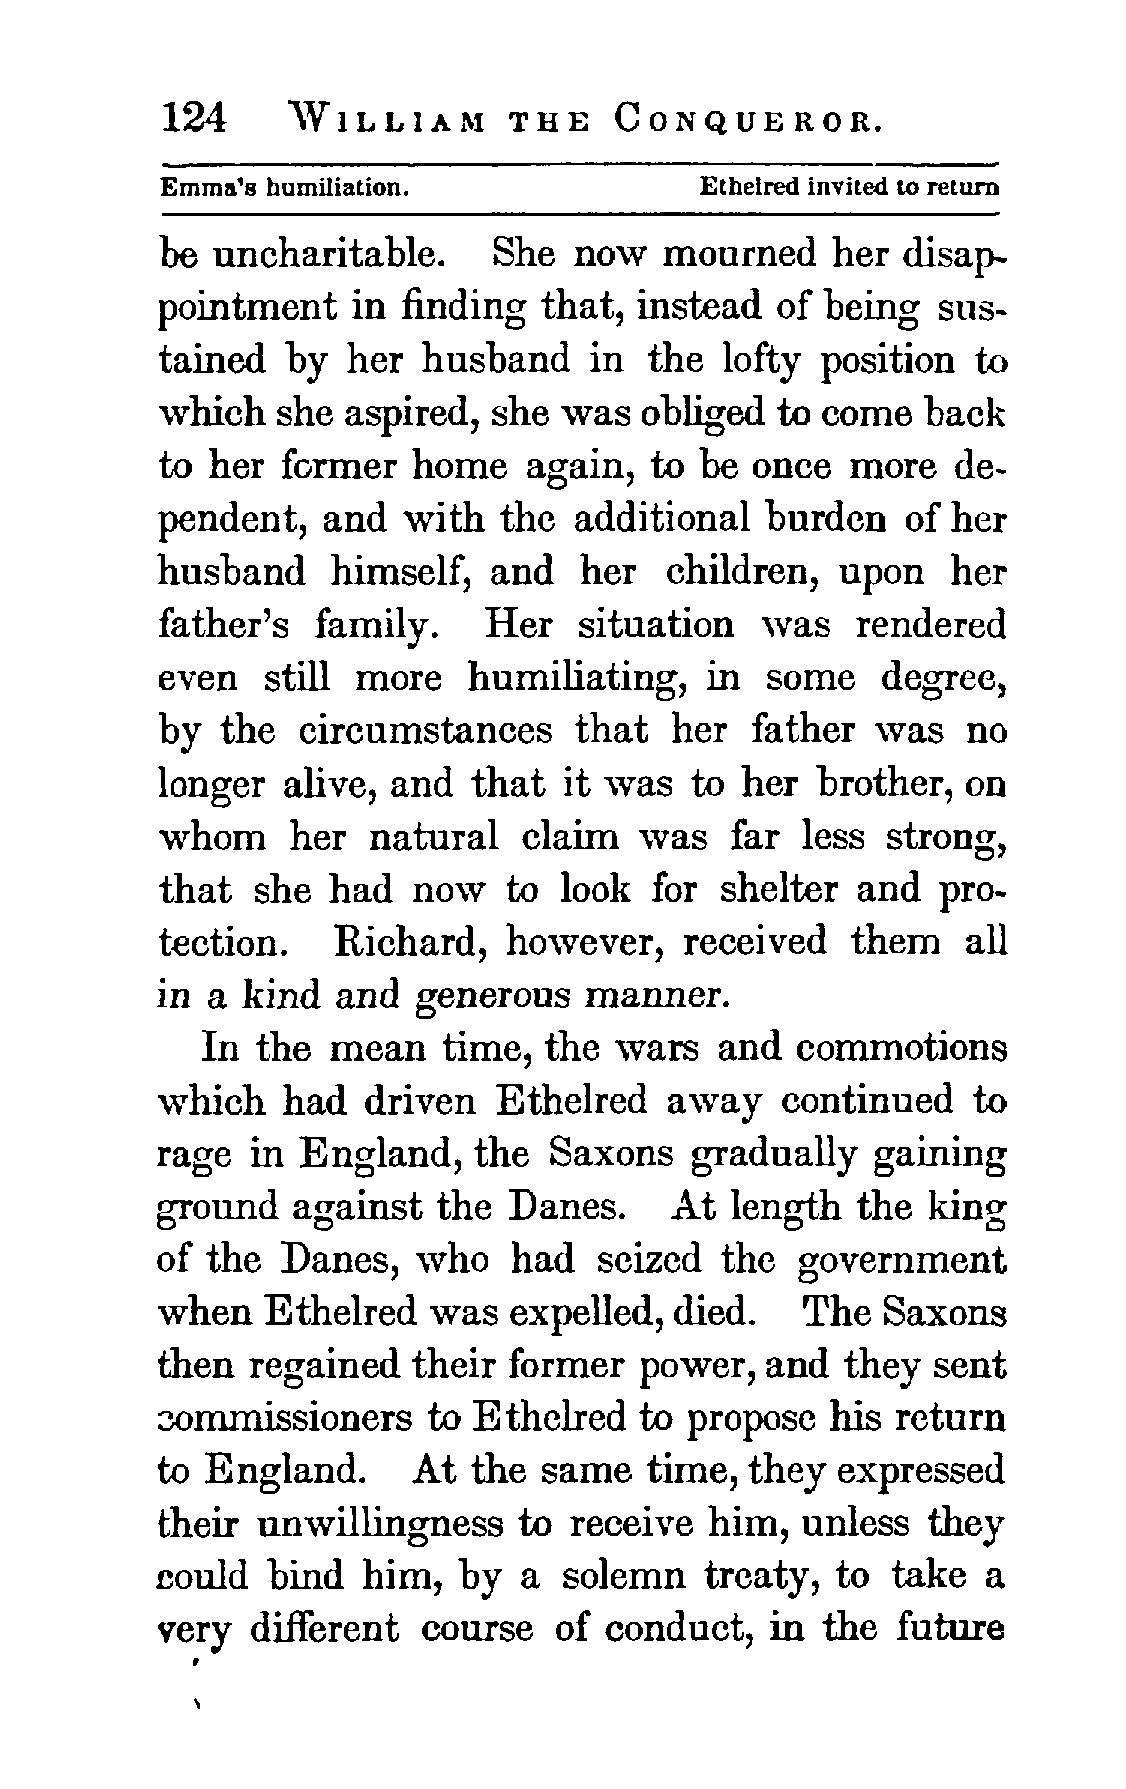 124 WILLIAM THE CONQUEROR.
Emma's humiliation. Ethelred invited to return
be uncharitable. She now mourned her disap-
pointment in finding that, instead of being sus-
tained by her husband in the lofty position to
which she aspired, she was obliged to come back
to her former home again, to be once more de-
pendent, and with the additional burden of her
husband himself, and her children, upon her
father's family. Her situation was rendered
even still more humiliating, in some degree,
by the circumstances that her father was no
longer alive, and that it was to her brother, on
whom her natural claim was far less strong,
that she had now to look for shelter and pro-
tection. Richard, however, received them all
in a kind and generous manner.
In the mean time, the wars and commotions
which had driven Ethelred away continued to
rage in England, the Saxons gradually gaining
ground against the Danes. At length the king
of the Danes, who had seized the government
when Ethelred was expelled, died. The Saxons
then regained their former power, and they sent
commissioners to Ethelred to propose his return
to England. At the same time, they expressed
their unwillingness to receive him, unless they
could bind him, by a solemn treaty, to take a
very different course of conduct, in the future